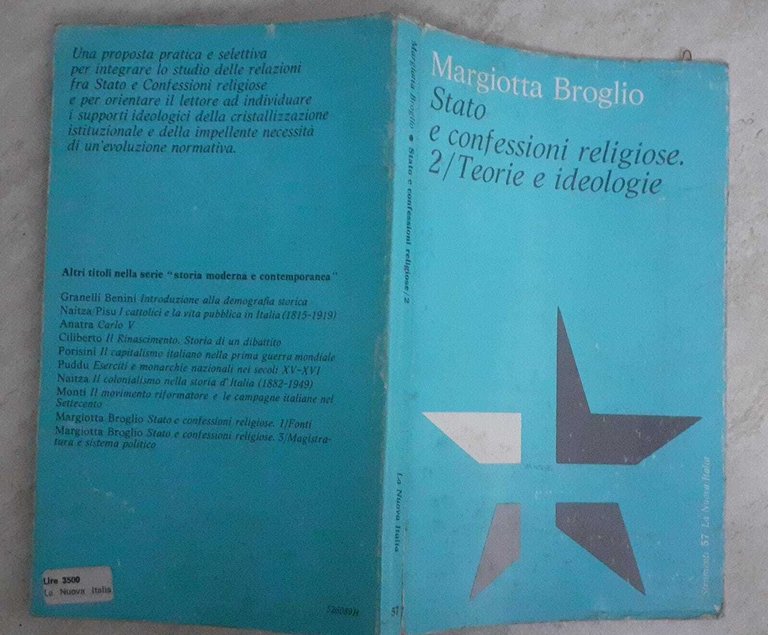 Una proposta pratica e selettiva
per integrare lo studio delle relazioni
fra Stato e Confessioni religiose
e per orientare il lettore ad individuare
i supporti ideologici della cristallizzazione
istituzionale e della impellente necessità
di un'evoluzione normativa.
Altri titoli nella serie "storia moderna e contemporanea"
Granelli Benini Introduzione alla demografia storica
Naitza Pisu I cattolici e la vita pubblica in Italia (1815-1919)
Anatra Carlo V
Ciliberto Il Rinascimento. Storia di un dibattito
Porisini Il capitalismo italiano nella prima guerra mondiale
Puddu Eserciti e monarchie nazionali nei secoli XV-XVI
Naitza Il colonialismo nella storia d'Italia (1882-1949)
Monti Il movimento riformatore e le campagne italiane nel
Settecento
Margiotta Broglio Stato e confessioni religiose. 1/Fonti
Margiotta Broglio Stato e confessioni religiose. 3/Magistra-
tura e sistema politico
Lire 3500
La Nuova Italia
Margiotta Broglio • Stato e confessioni religiose/2
La Nuova Italia
57
Margiotta Broglio
Stato
e confessioni religiose.
2/Teorie e ideologie
57 La Nuova Italia